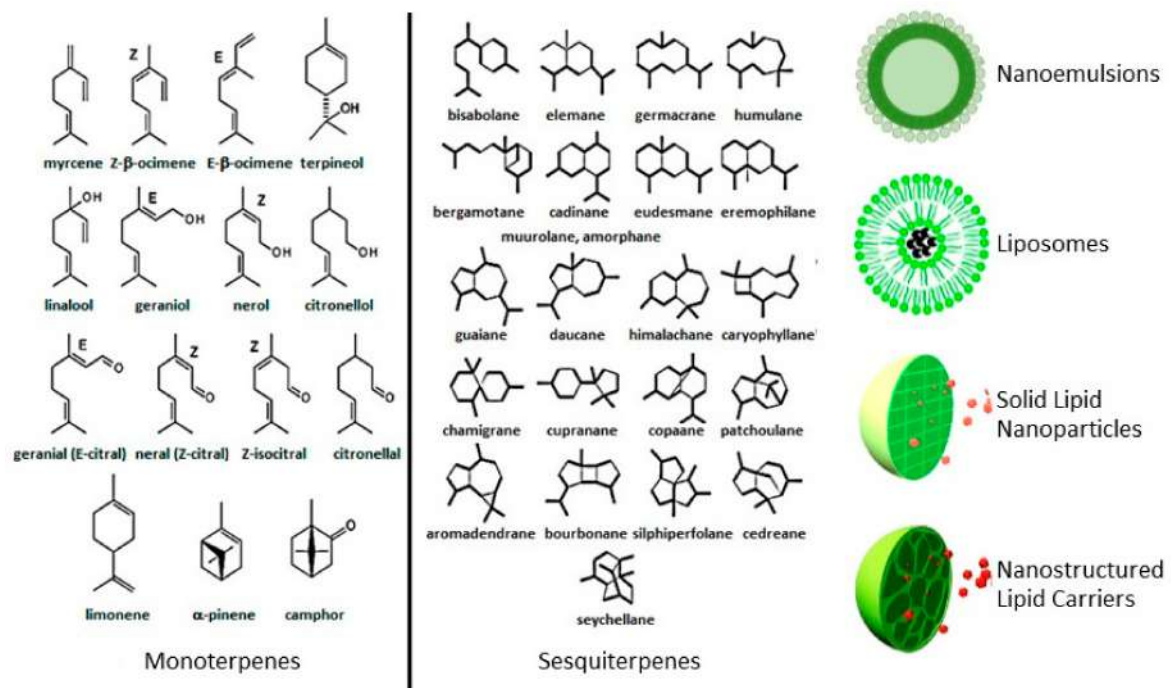 Z
E
OH
myrcene Z-β-ocimene E-β-ocimene terpineol
OH
E
OH
Z
OH
OH
linalool geraniol nerol citronellol
E
O
Z
O
Z
O
O
geranial (E-citral) neral (Z-citral) Z-isocitral citronellal
O
limonene α-pinene camphor
Monoterpenes
bisabolane elemane germacrane humulane
bergamotane cadinane eudesmane eremophilane
muurolane, amorphane
guaiane daucane himalachane caryophyllane
chamigrane cupranane copaane patchoulane
aromadendrane bourbonane silphiperfolane cedreane
seychellane
Sesquiterpenes
Nanoemulsions
Liposomes
Solid Lipid
Nanoparticles
Nanostructured
Lipid Carriers